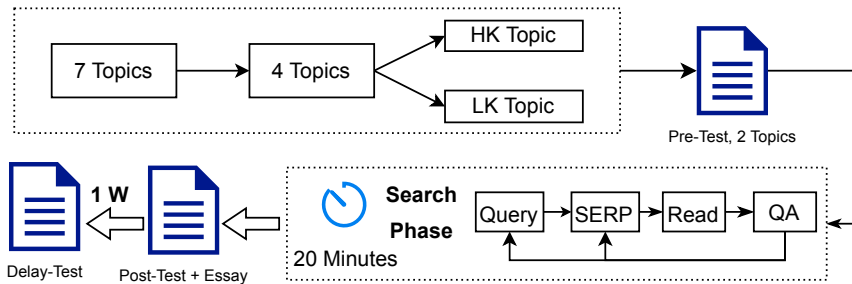 7 Topics
4 Topics
HK Topic
LK Topic
Pre-Test, 2 Topics
Search
Phase
20 Minutes
Query
SERP
Read
QA
1 W
Post-Test + Essay
Delay-Test